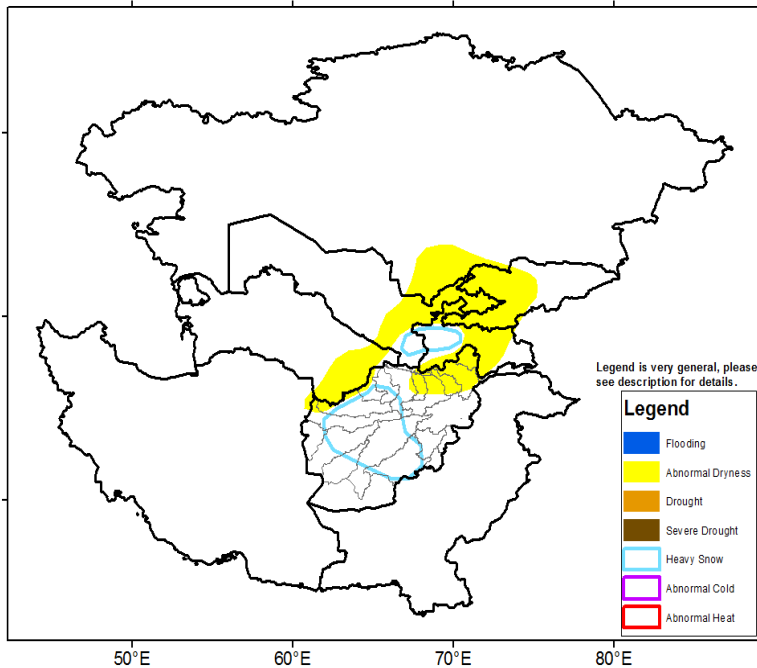 Legend is very general, please
see description for details.
Legend
Flooding
Abnormal Dryness
Drought
Severe Drought
Heavy Snow
Abnormal Cold
Abnormal Heat
50°E 60°E 70°E 80°E